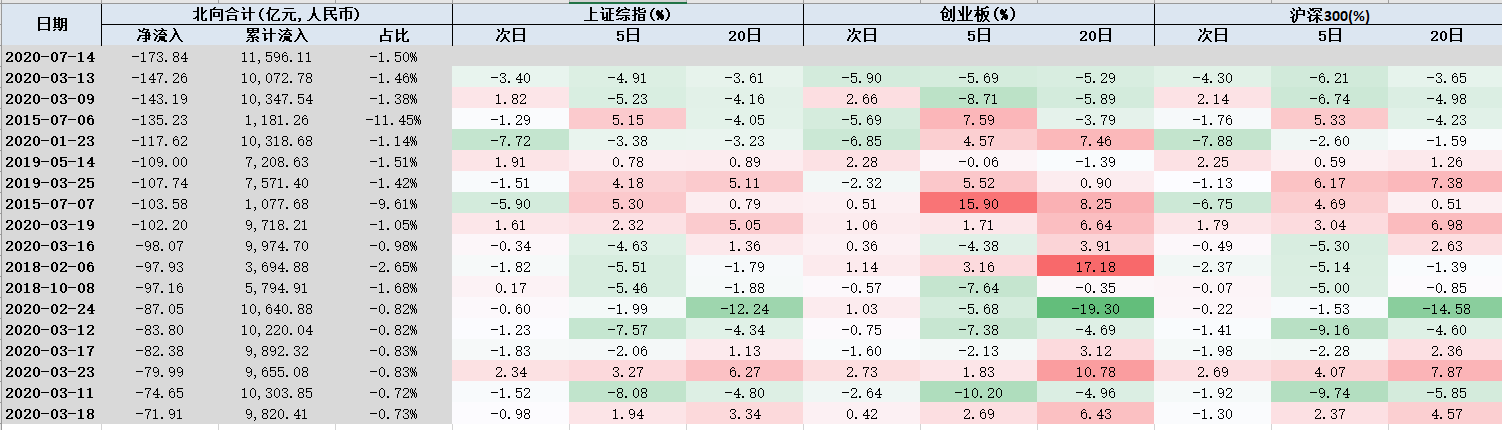 日期 北向合计(亿元,人民币) 上证综指(%) 创业板(%) 沪深300(%)
净流入 累计流入 占比 次日 5日 20日 次日 5日 20日 次日 5日 20日
2020-07-14 -173.84 11,596.11 -1.50%
2020-03-13 -147.26 10,072.78 -1.46% -3.40 -4.91 -3.61 -5.90 -5.69 -5.29 -4.30 -6.21 -3.65
2020-03-09 -143.19 10,347.54 -1.38% 1.82 -5.23 -4.16 2.66 -8.71 -5.89 2.14 -6.74 -4.98
2015-07-06 -135.23 1,181.26 -11.45% -1.29 5.15 -4.05 -5.69 7.59 -3.79 -1.76 5.33 -4.23
2020-01-23 -117.62 10,318.68 -1.14% -7.72 -3.38 -3.23 -6.85 4.57 7.46 -7.88 -2.60 -1.59
2019-05-14 -109.00 7,208.63 -1.51% 1.91 0.78 0.89 2.28 -0.06 -1.39 2.25 0.59 1.26
2019-03-25 -107.74 7,571.40 -1.42% -1.51 4.18 5.11 -2.32 5.52 0.90 -1.13 6.17 7.38
2015-07-07 -103.58 1,077.68 -9.61% -5.90 5.30 0.79 0.51 15.90 8.25 -6.75 4.69 0.51
2020-03-19 -102.20 9,718.21 -1.05% 1.61 2.32 5.05 1.06 1.71 6.64 1.79 3.04 6.98
2020-03-16 -98.07 9,974.70 -0.98% -0.34 -4.63 1.36 0.36 -4.38 3.91 -0.49 -5.30 2.63
2018-02-06 -97.93 3,694.88 -2.65% -1.82 -5.51 -1.79 1.14 3.16 17.18 -2.37 -5.14 -1.39
2018-10-08 -97.16 5,794.91 -1.68% 0.17 -5.46 -1.88 -0.57 -7.64 -0.35 -0.07 -5.00 -0.85
2020-02-24 -87.05 10,640.88 -0.82% -0.60 -1.99 -12.24 1.03 -5.68 -19.30 -0.22 -1.53 -14.58
2020-03-12 -83.80 10,220.04 -0.82% -1.23 -7.57 -4.34 -0.75 -7.38 -4.69 -1.41 -9.16 -4.60
2020-03-17 -82.38 9,892.32 -0.83% -1.83 -2.06 1.13 -1.60 -2.13 3.12 -1.98 -2.28 2.36
2020-03-23 -79.99 9,655.08 -0.83% 2.34 3.27 6.27 2.73 1.83 10.78 2.69 4.07 7.87
2020-03-11 -74.65 10,303.85 -0.72% -1.52 -8.08 -4.80 -2.64 -10.20 -4.96 -1.92 -9.74 -5.85
2020-03-18 -71.91 9,820.41 -0.73% -0.98 1.94 3.34 0.42 2.69 6.43 -1.30 2.37 4.57